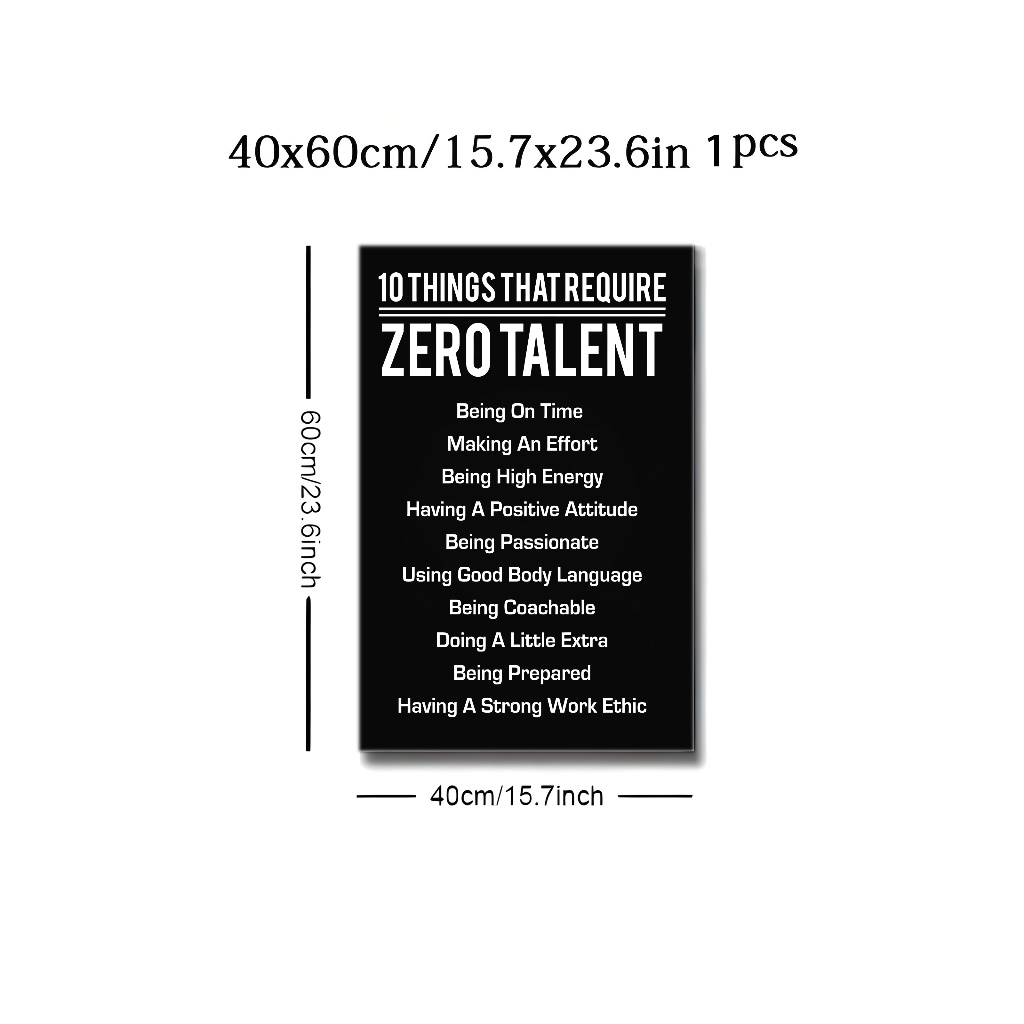 40x60cm/15.7x23.6in 1pcs
10 THINGS THAT REQUIRE
ZERO TALENT
Being On Time
Making An Effort
Being High Energy
Having A Positive Attitude
Being Passionate
Using Good Body Language
Being Coachable
Doing A Little Extra
Being Prepared
Having A Strong Work Ethic
60cm/23.6inch
40cm/15.7inch